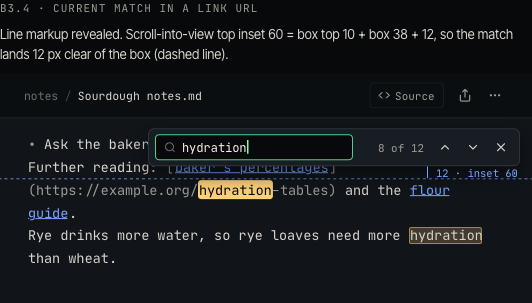 B3.4 · CURRENT MATCH IN A LINK URL
Line markup revealed. Scroll-into-view top inset 60 = box top 10 + box 38 + 12, so the match
lands 12 px clear of the box (dashed line).
notes / Sourdough notes.md
<> Source
• Ask the baker
hydration
8 of 12
Further reading: [baker's percentages]
12 · inset 60
(https://example.org/hydration-tables) and the flour
guide.
Rye drinks more water, so rye loaves need more hydration
than wheat.